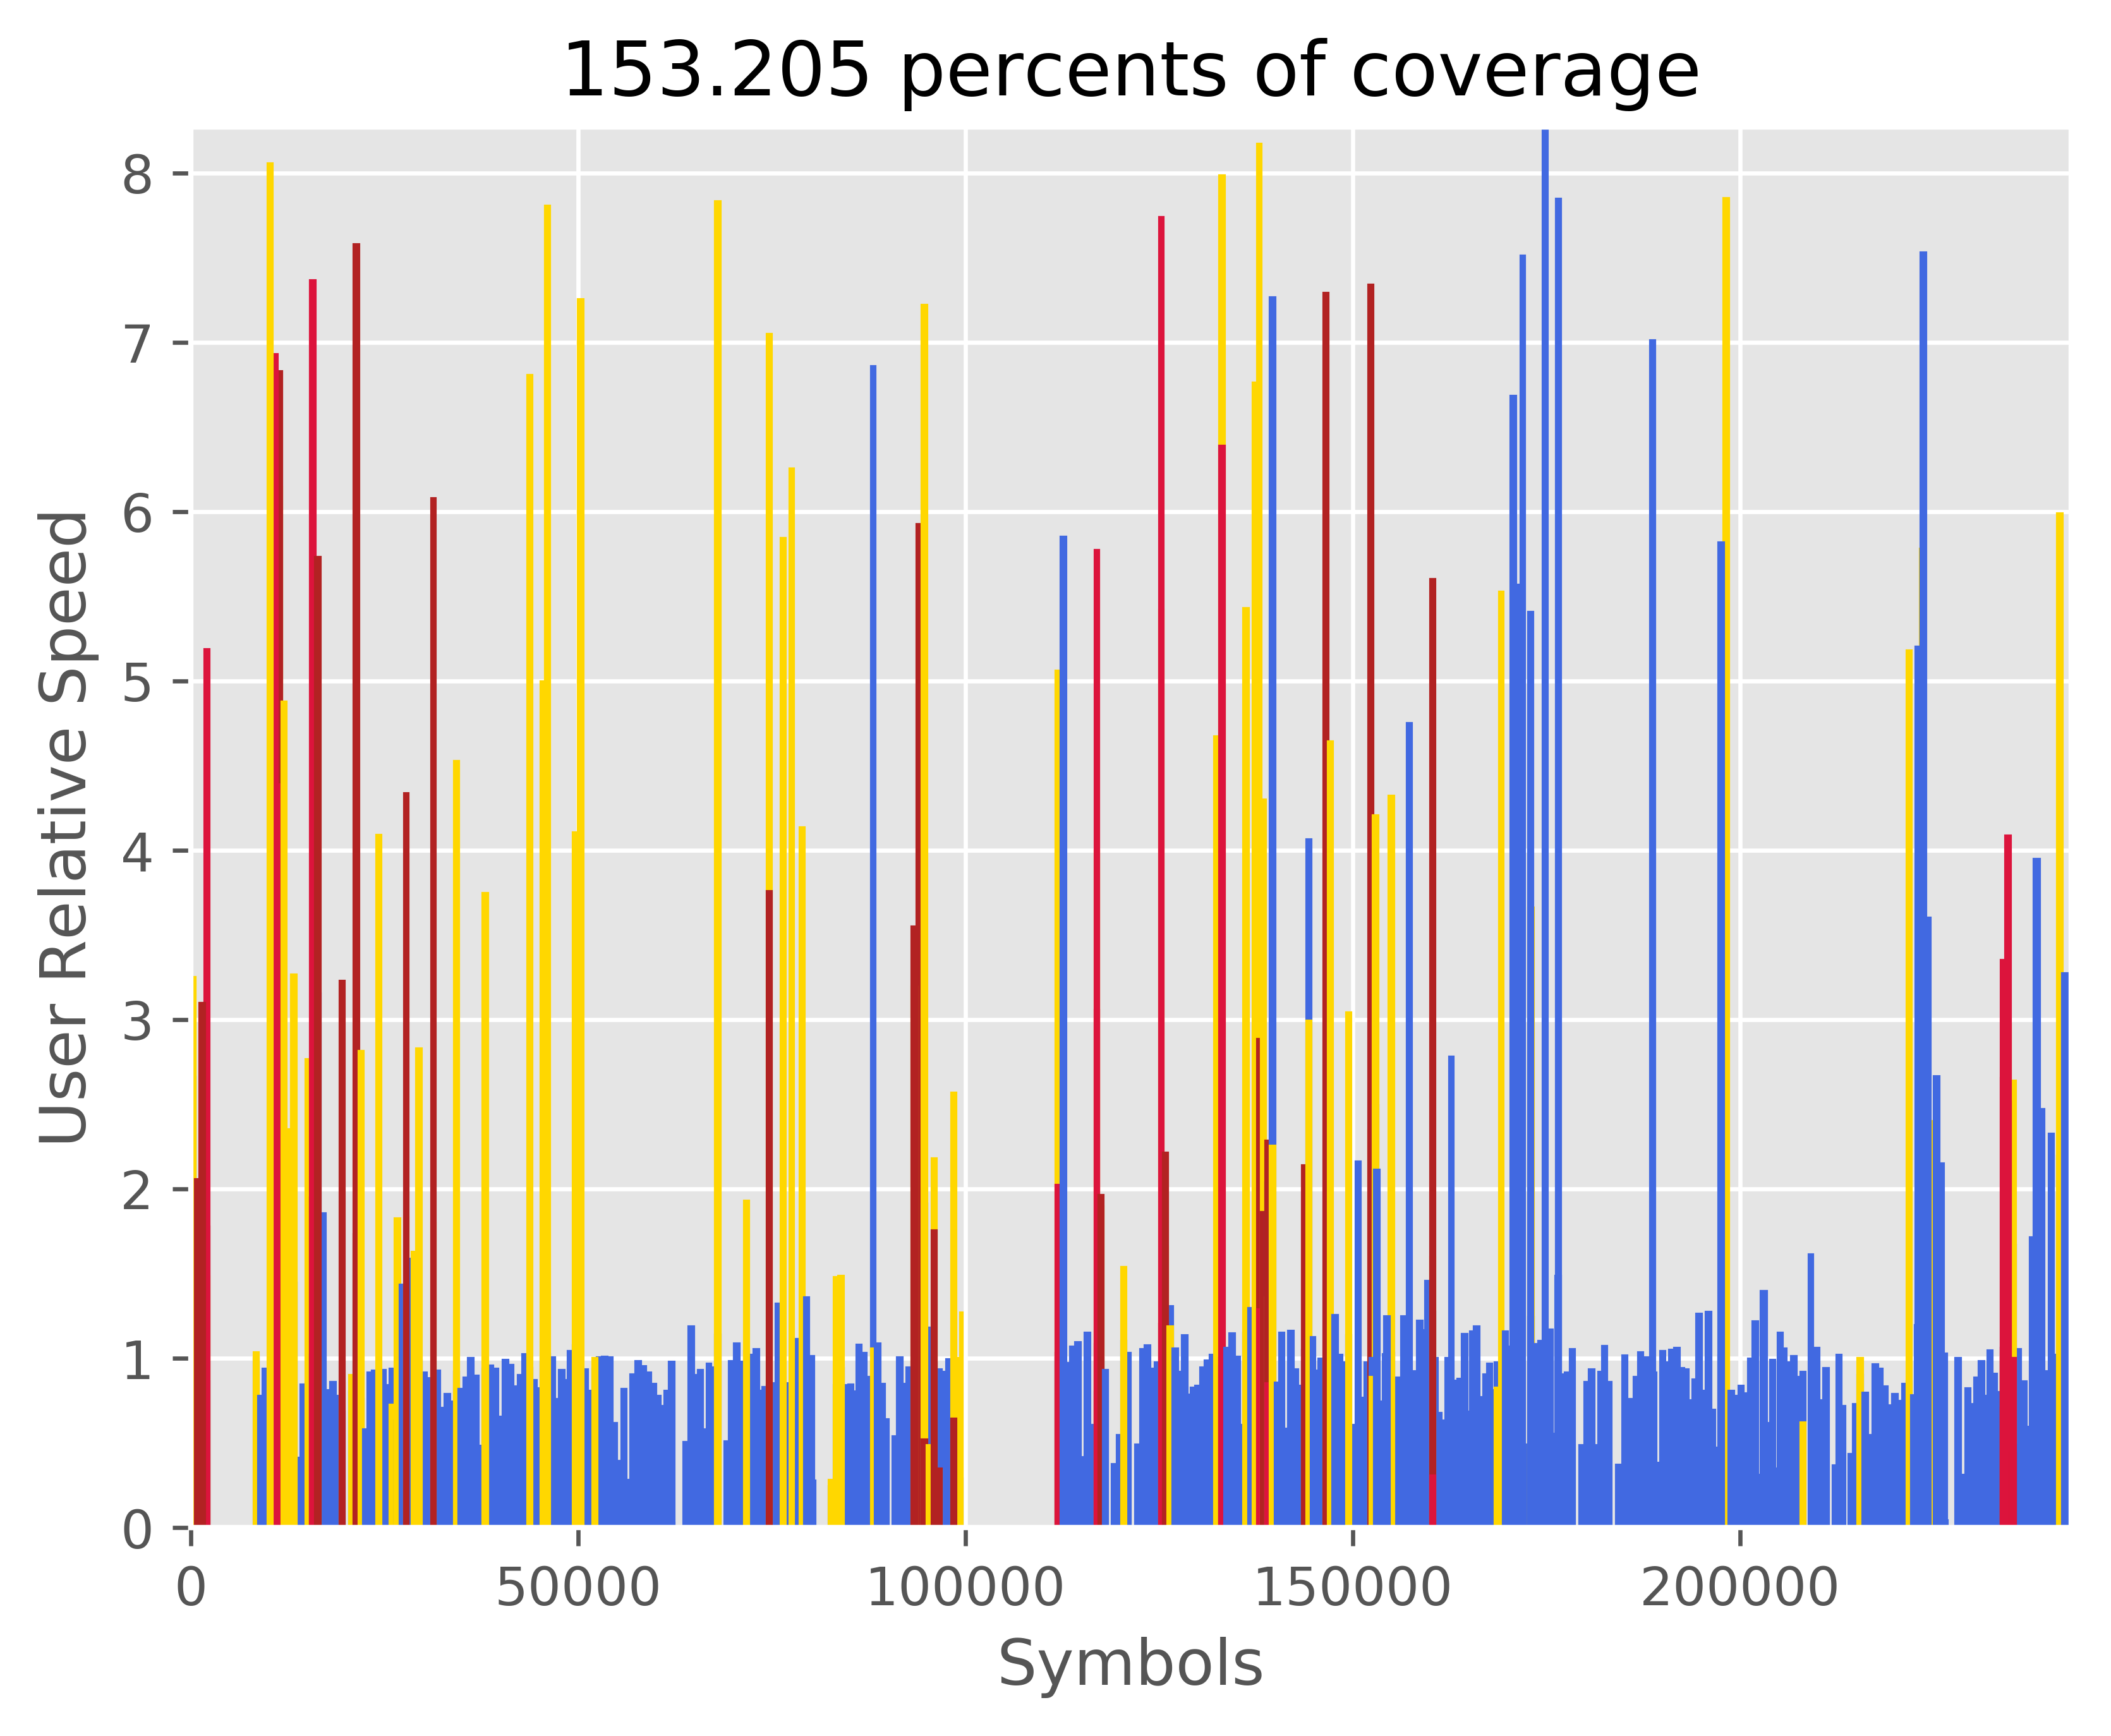 153.205 percents of coverage
8
7
6
5
4
3
2
1
0
User Relative Speed
0 50000 100000 150000 200000
Symbols